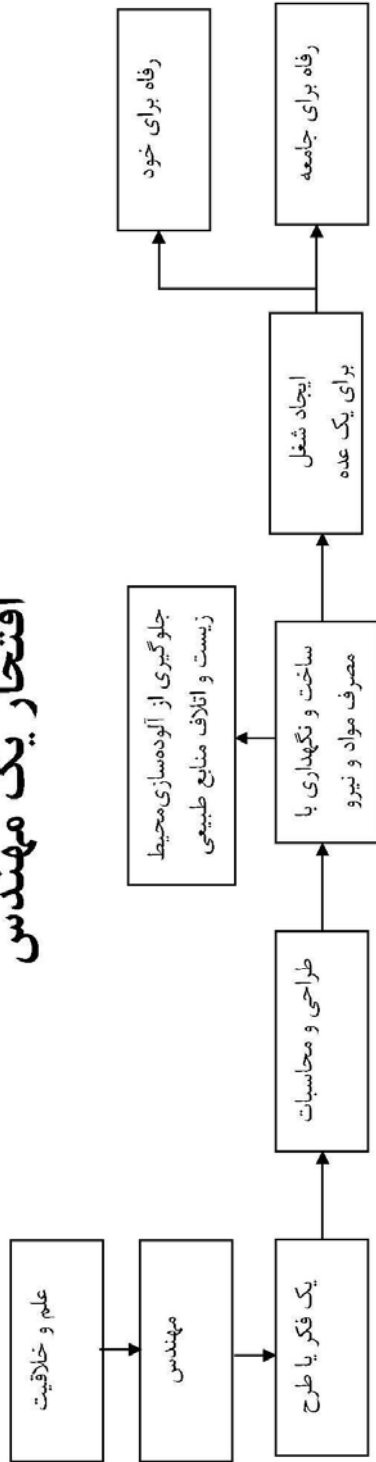 افتخار یک مهندس
علم و خلاقیت
مهندس
یک فکر یا طرح
طراحی و محاسبات
ساخت و نگهداری با
مصرف مواد و نیرو
جلوگیری از آلوده‌سازی محیط
زیست و اتلاف منابع طبیعی
ایجاد شغل
برای یک عده
رفاه برای خود
رفاه برای جامعه